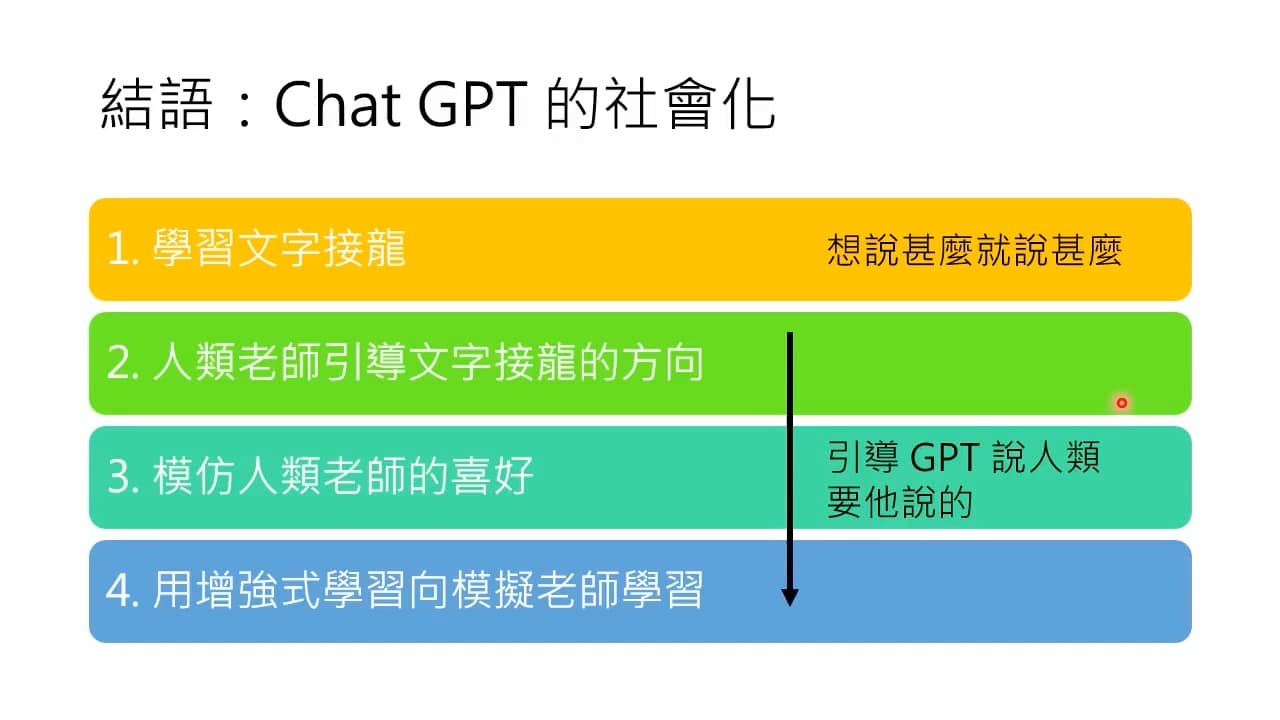 結語：Chat GPT 的社會化
1. 學習文字接龍
想說甚麼就說甚麼
2. 人類老師引導文字接龍的方向
3. 模仿人類老師的喜好
引導 GPT 說人類
要他說的
4. 用增強式學習向模擬老師學習